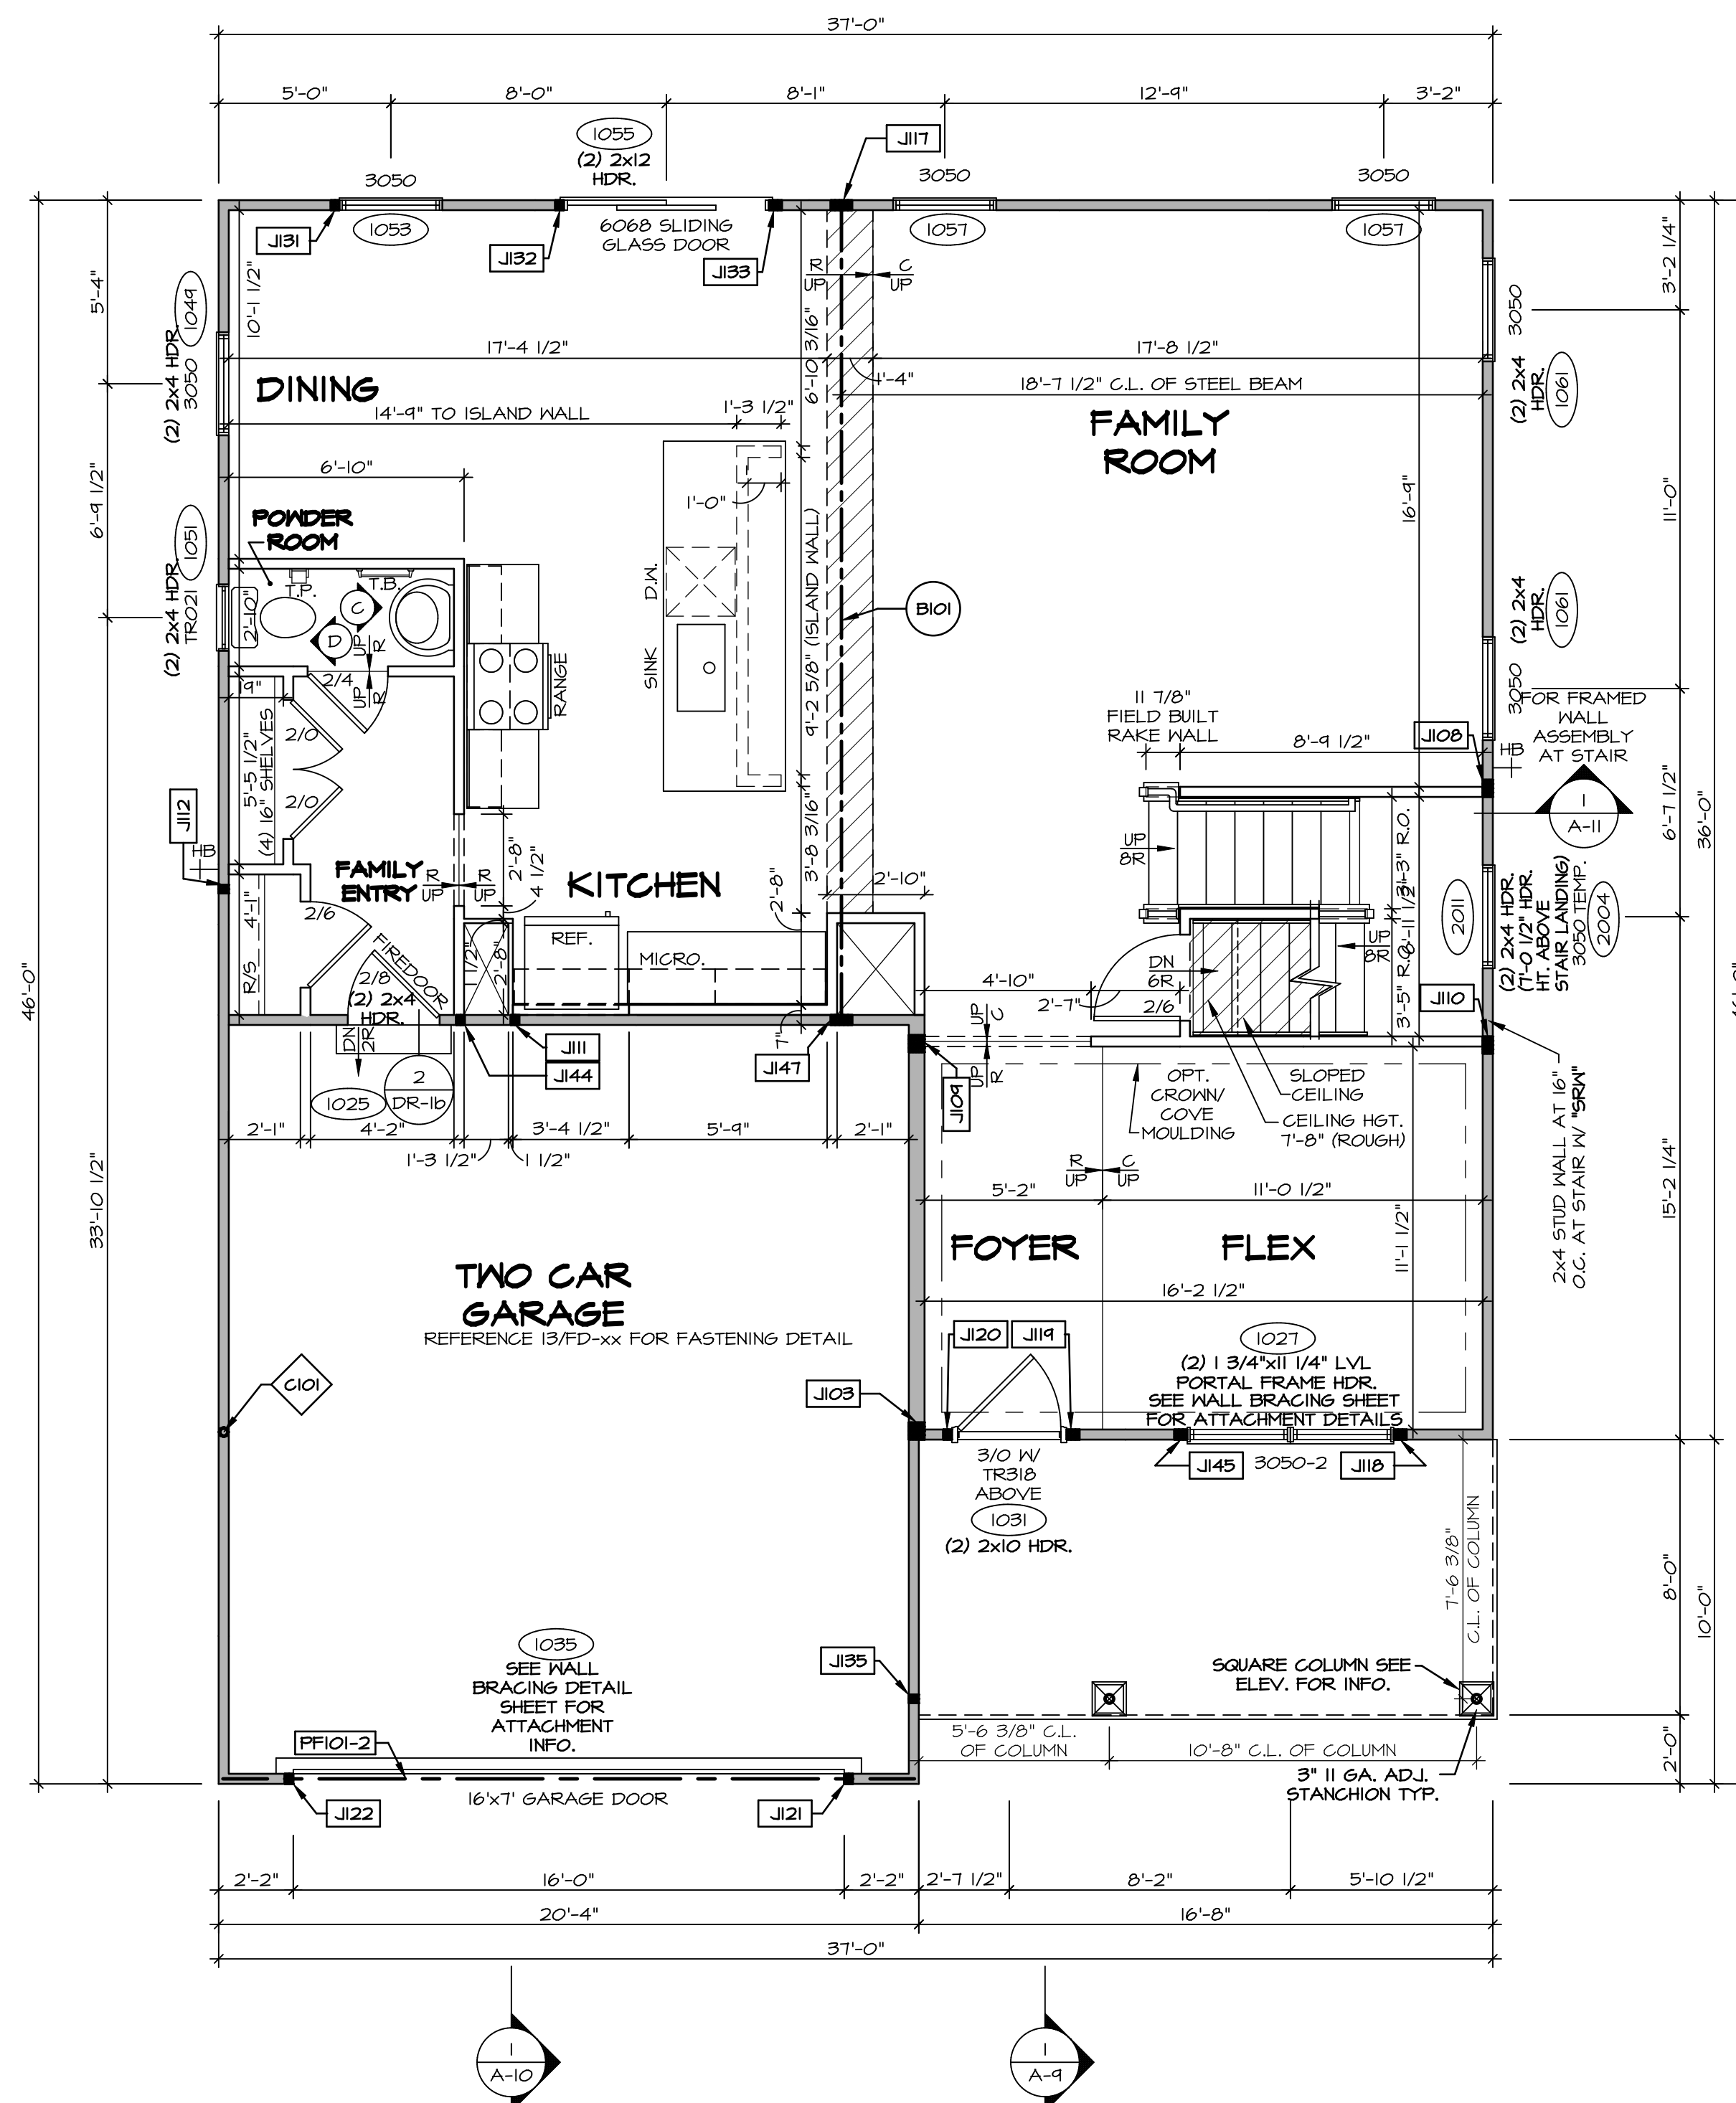 37'-0"
5'-0" 8'-0" 8'-1" 12'-9" 3'-2"
1055
(2) 2x12
HDR.
J117
3050 3050 3050
1053 1057 1057
6068 SLIDING
GLASS DOOR
J131 J132 J133
R
UP
C
UP
5'-4"
1049
(2) 2x4 HDR.
3050
10'-1 1/2"
6'-10 3/16"
3'-2 1/4"
3050
(2) 2x4
HDR.
1061
17'-4 1/2" 17'-8 1/2"
1'-4"
18'-7 1/2" C.L. OF STEEL BEAM
DINING
14'-9" TO ISLAND WALL
1'-3 1/2"
FAMILY
ROOM
6'-10"
1'-0"
16'-9"
11'-0"
6'-9 1/2"
1051
(2) 2x4 HDR.
TR021
POWDER
ROOM
T.P. T.B.
C
D
2'-10"
UP
R
UP
R
2/4
D.W.
SINK
RANGE
9'-2 5/8" (ISLAND WALL)
B101
(2) 2x4
HDR.
1061
3050
19"
2/0
2/0
5'-5 1/2"
(4) 16" SHELVES
11 7/8"
FIELD BUILT
RAKE WALL
8'-9 1/2"
J108
HB
FOR FRAMED
WALL
ASSEMBLY
AT STAIR
1
A-11
J112
HB
FAMILY
ENTRY
R
UP
R
UP
2'-8"
4 1/2"
KITCHEN
3'-8 3/16"
2'-8"
2'-10"
UP
8R
3'-3" R.O.
6'-11 1/2"
3'-5" R.O.
6'-7 1/2"
36'-0"
46'-0"
2/6
4'-1"
R/S
FIREDOOR
2/8
(2) 2x4
HDR.
1 1/2"
2'-8"
REF.
MICRO.
7"
4'-10"
2'-7"
2/6
DN
6R
UP
8R
2011
(2) 2x4 HDR.
(7'-0 1/2" HDR.
HT. ABOVE
STAIR LANDING)
3050 TEMP.
2004
J110
DN
2R
J111
J144
J147
J109
UP
C
UP
R
1025
2
DR-1b
OPT.
CROWN/
COVE
MOULDING
SLOPED
CEILING
CEILING HGT.
7'-8" (ROUGH)
2x4 STUD WALL AT 16"
O.C. AT STAIR W/ "SRW"
2'-1" 4'-2" 3'-4 1/2" 5'-9" 2'-1"
1'-3 1/2" 1 1/2"
33'-10 1/2"
R
UP
C
UP
5'-2" 11'-0 1/2"
FOYER FLEX
11'-1 1/2"
15'-2 1/4"
16'-2 1/2"
TWO CAR
GARAGE
REFERENCE 13/FD-xx FOR FASTENING DETAIL
C101
J103
J120 J119
1027
(2) 1 3/4"x11 1/4" LVL
PORTAL FRAME HDR.
SEE WALL BRACING SHEET
FOR ATTACHMENT DETAILS
3/0 W/
TR318
ABOVE
1031
(2) 2x10 HDR.
J145 3050-2 J118
7'-6 3/8"
C.L. OF COLUMN
8'-0"
10'-0"
2'-0"
1035
SEE WALL
BRACING DETAIL
SHEET FOR
ATTACHMENT
INFO.
J135
SQUARE COLUMN SEE
ELEV. FOR INFO.
PF101-2
5'-6 3/8" C.L.
OF COLUMN
10'-8" C.L. OF COLUMN
3" 11 GA. ADJ.
STANCHION TYP.
J122 16'x7' GARAGE DOOR J121
2'-2" 16'-0" 2'-2" 2'-7 1/2" 8'-2" 5'-10 1/2"
20'-4" 16'-8"
37'-0"
1
A-10
1
A-9